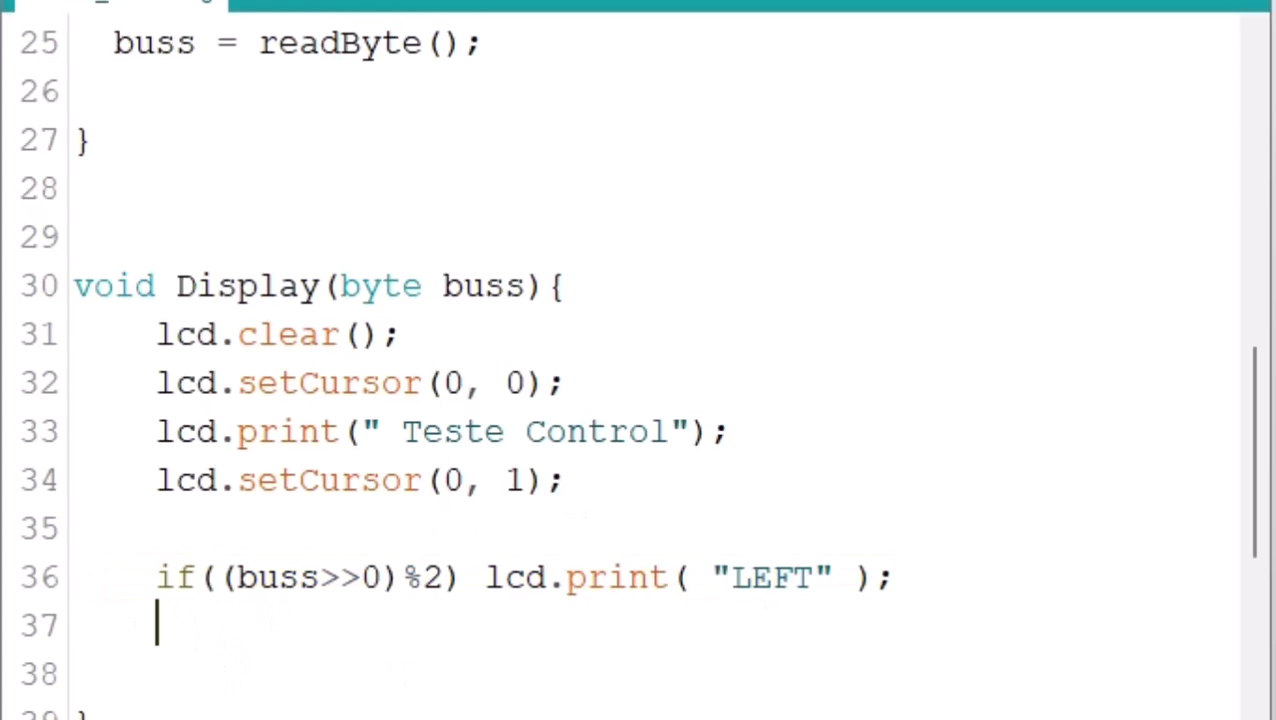 25 buss = readByte();
26
27 }
28
29
30 void Display(byte buss){
31 lcd.clear();
32 lcd.setCursor(0, 0);
33 lcd.print(" Teste Control");
34 lcd.setCursor(0, 1);
35
36 if((buss>>0)%2) lcd.print( "LEFT" );
37
38
39 }